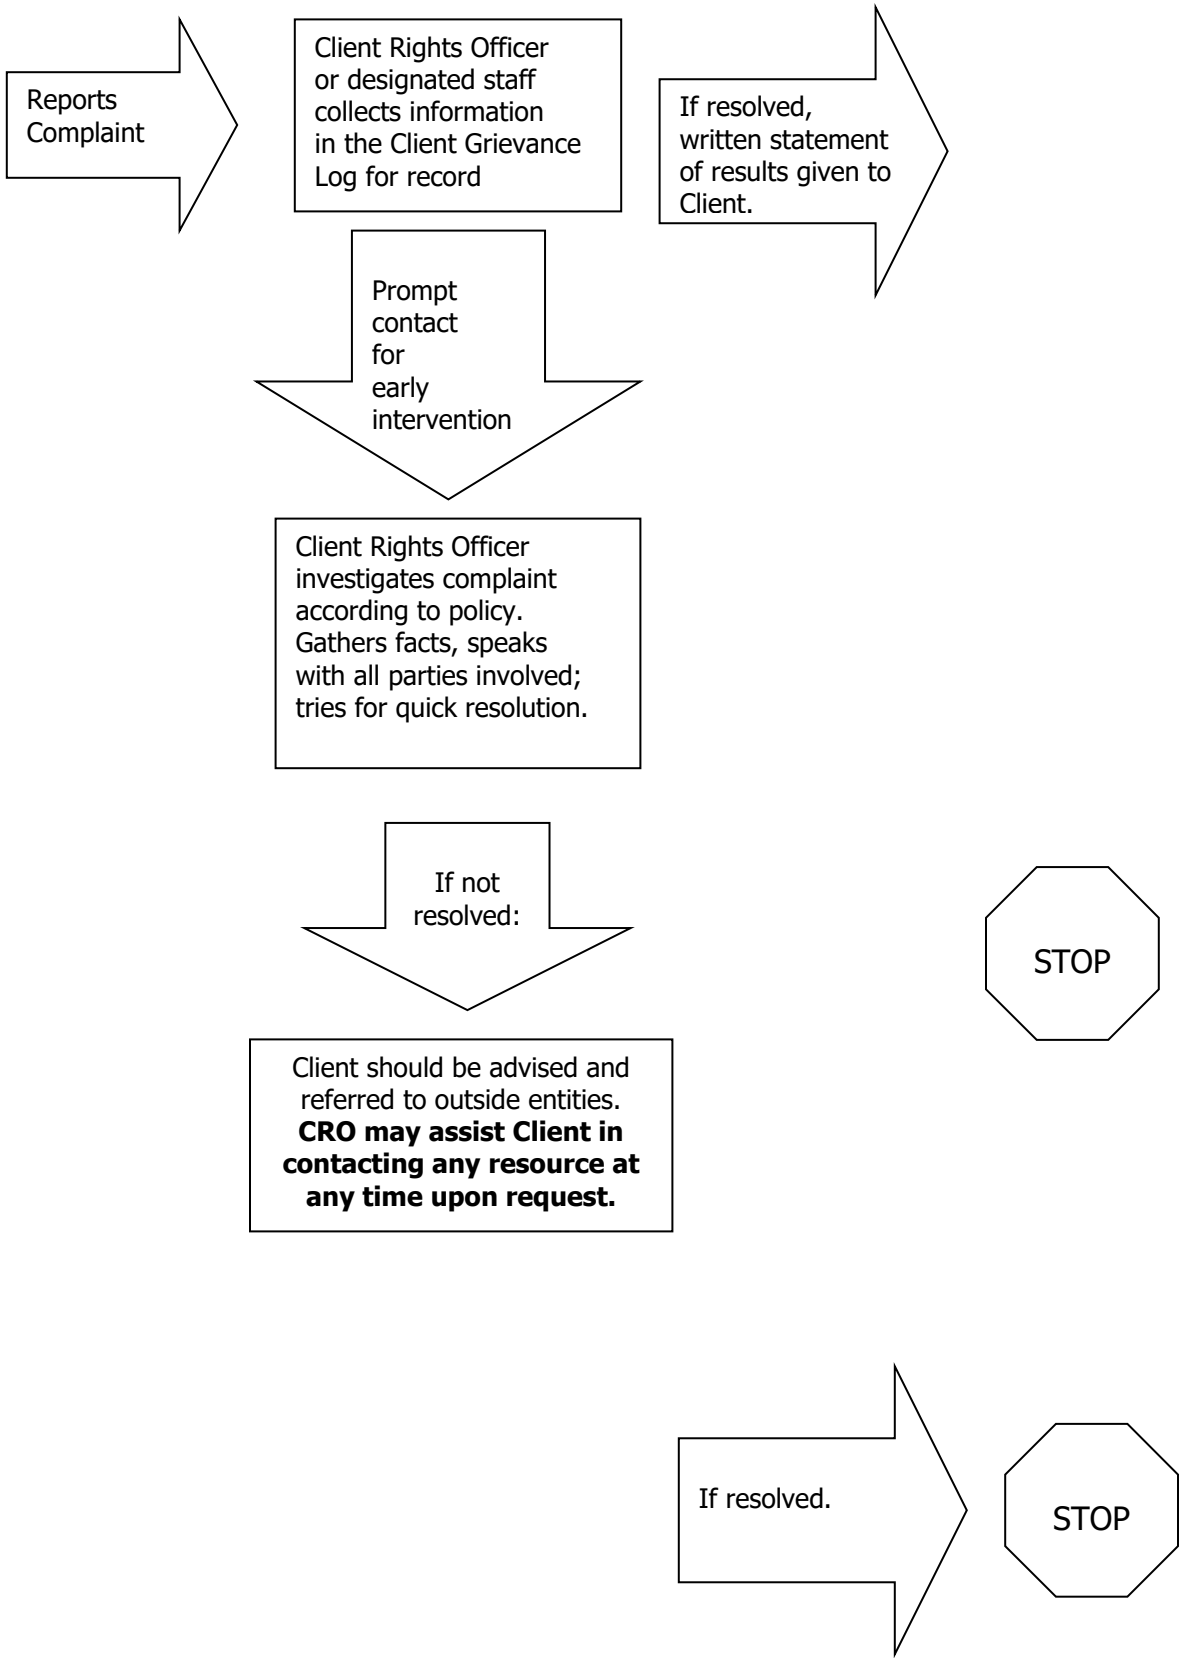 Reports
Complaint
Client Rights Officer
or designated staff
collects information
in the Client Grievance
Log for record
If resolved,
written statement
of results given to
Client.
Prompt
contact
for
early
intervention
Client Rights Officer
investigates complaint
according to policy.
Gathers facts, speaks
with all parties involved;
tries for quick resolution.
If not
resolved:
STOP
Client should be advised and
referred to outside entities.
CRO may assist Client in
contacting any resource at
any time upon request.
If resolved.
STOP